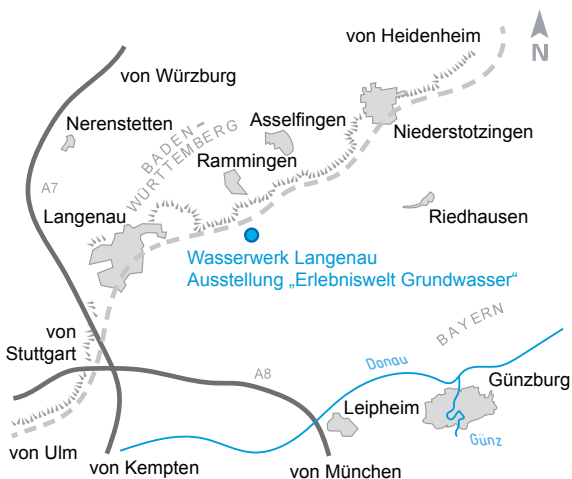 von Heidenheim
N
von Würzburg
Nerenstetten
Asselfingen
Niederstotzingen
BADEN–
WÜRTTEMBERG
Rammingen
A7
Langenau
Riedhausen
Wasserwerk Langenau
Ausstellung „Erlebniswelt Grundwasser“
von
Stuttgart
BAYERN
A8
Donau
Günzburg
Leipheim
Günz
von Ulm
von Kempten
von München